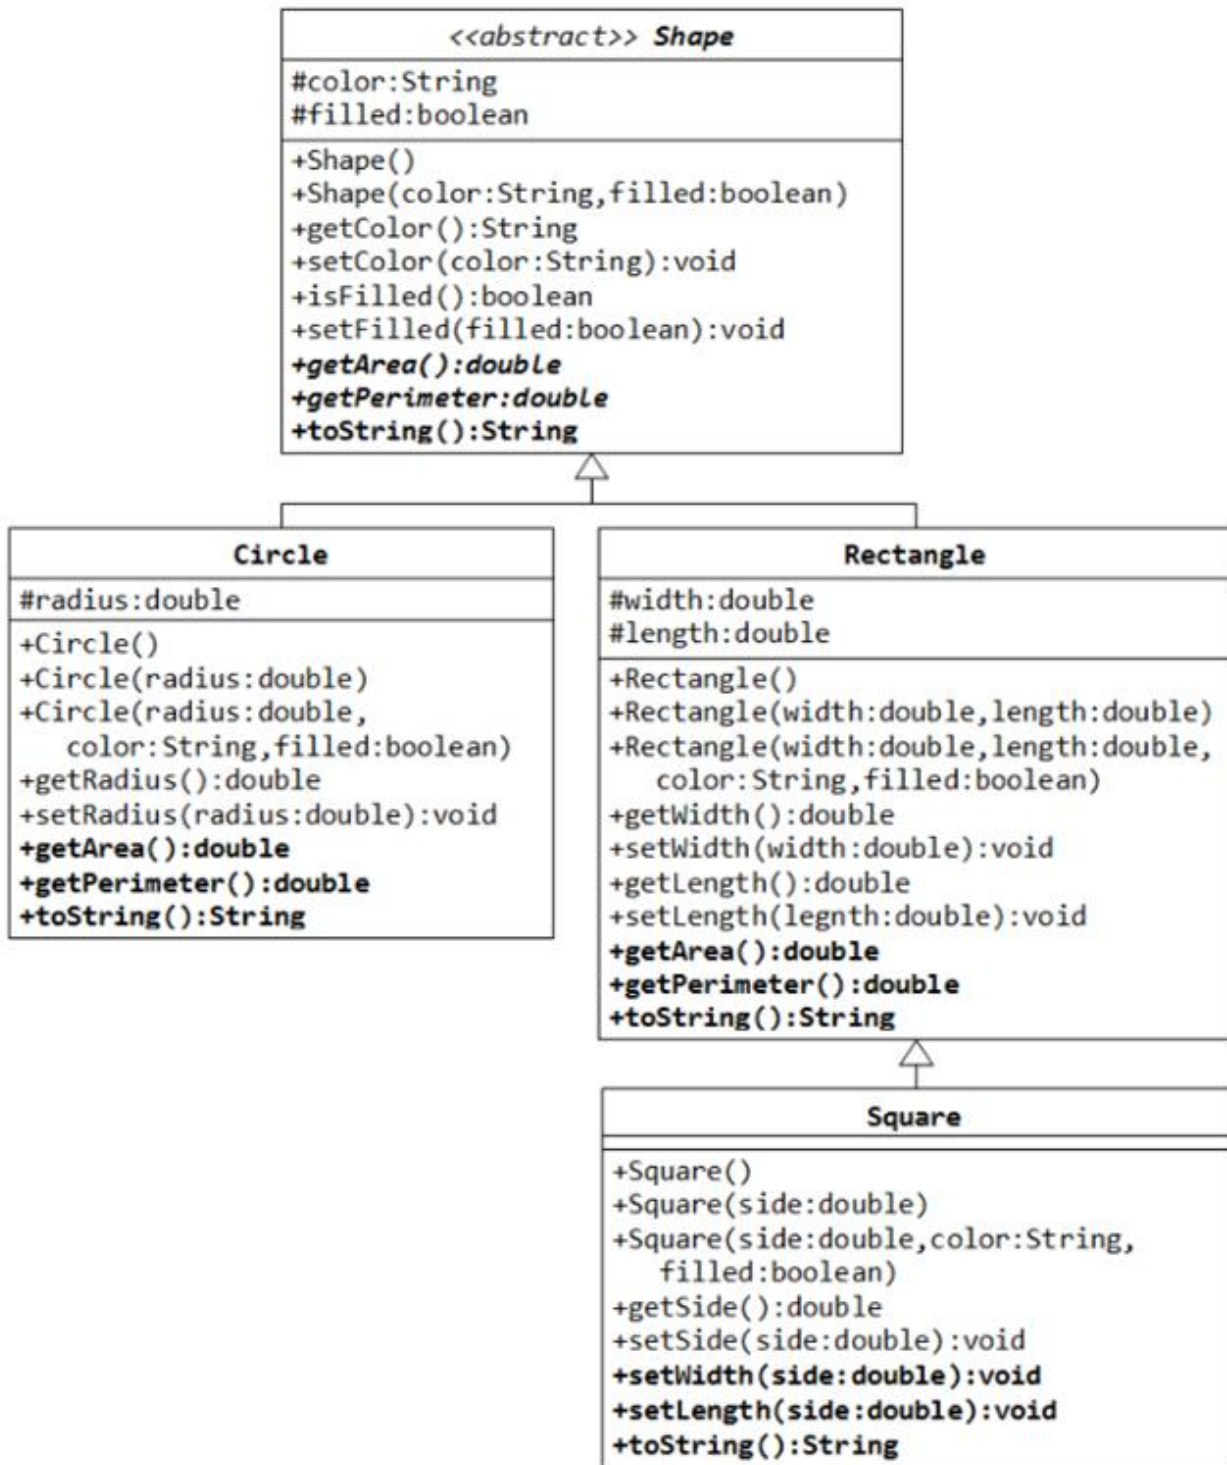 <<abstract>> Shape
#color:String
#filled:boolean
+Shape()
+Shape(color:String,filled:boolean)
+getColor():String
+setColor(color:String):void
+isFilled():boolean
+setFilled(filled:boolean):void
+getArea():double
+getPerimeter:double
+toString():String
Circle
#radius:double
+Circle()
+Circle(radius:double)
+Circle(radius:double,
color:String,filled:boolean)
+getRadius():double
+setRadius(radius:double):void
+getArea():double
+getPerimeter():double
+toString():String
Rectangle
#width:double
#length:double
+Rectangle()
+Rectangle(width:double,length:double)
+Rectangle(width:double,length:double,
color:String,filled:boolean)
+getWidth():double
+setWidth(width:double):void
+getLength():double
+setLength(legnth:double):void
+getArea():double
+getPerimeter():double
+toString():String
Square
+Square()
+Square(side:double)
+Square(side:double,color:String,
filled:boolean)
+getSide():double
+setSide(side:double):void
+setWidth(side:double):void
+setLength(side:double):void
+toString():String